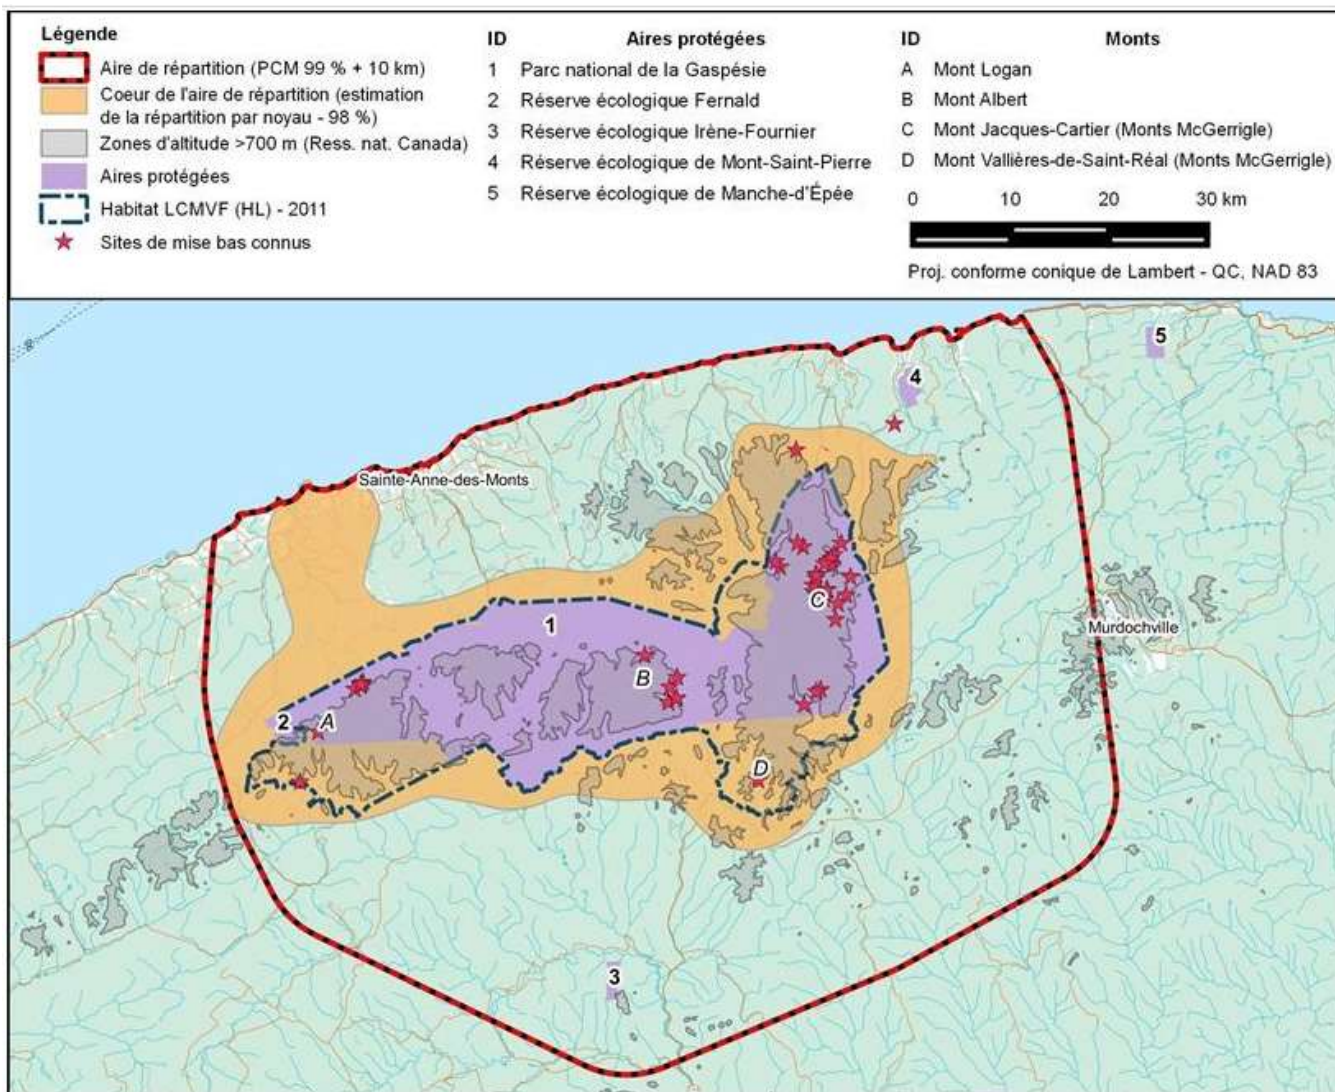 Légende
Aire de répartition (PCM 99 % + 10 km)
Coeur de l'aire de répartition (estimation
de la répartition par noyau - 98 %)
Zones d'altitude >700 m (Ress. nat. Canada)
Aires protégées
Habitat LCMVF (HL) - 2011
Sites de mise bas connus
ID Aires protégées
1 Parc national de la Gaspésie
2 Réserve écologique Fernald
3 Réserve écologique Irène-Fournier
4 Réserve écologique de Mont-Saint-Pierre
5 Réserve écologique de Manche-d'Épée
ID Monts
A Mont Logan
B Mont Albert
C Mont Jacques-Cartier (Monts McGerrigle)
D Mont Vallières-de-Saint-Réal (Monts McGerrigle)
0 10 20 30 km
Proj. conforme conique de Lambert - QC, NAD 83
5
4
Sainte-Anne-des-Monts
C
1
Murdochville
B
2 A
D
3